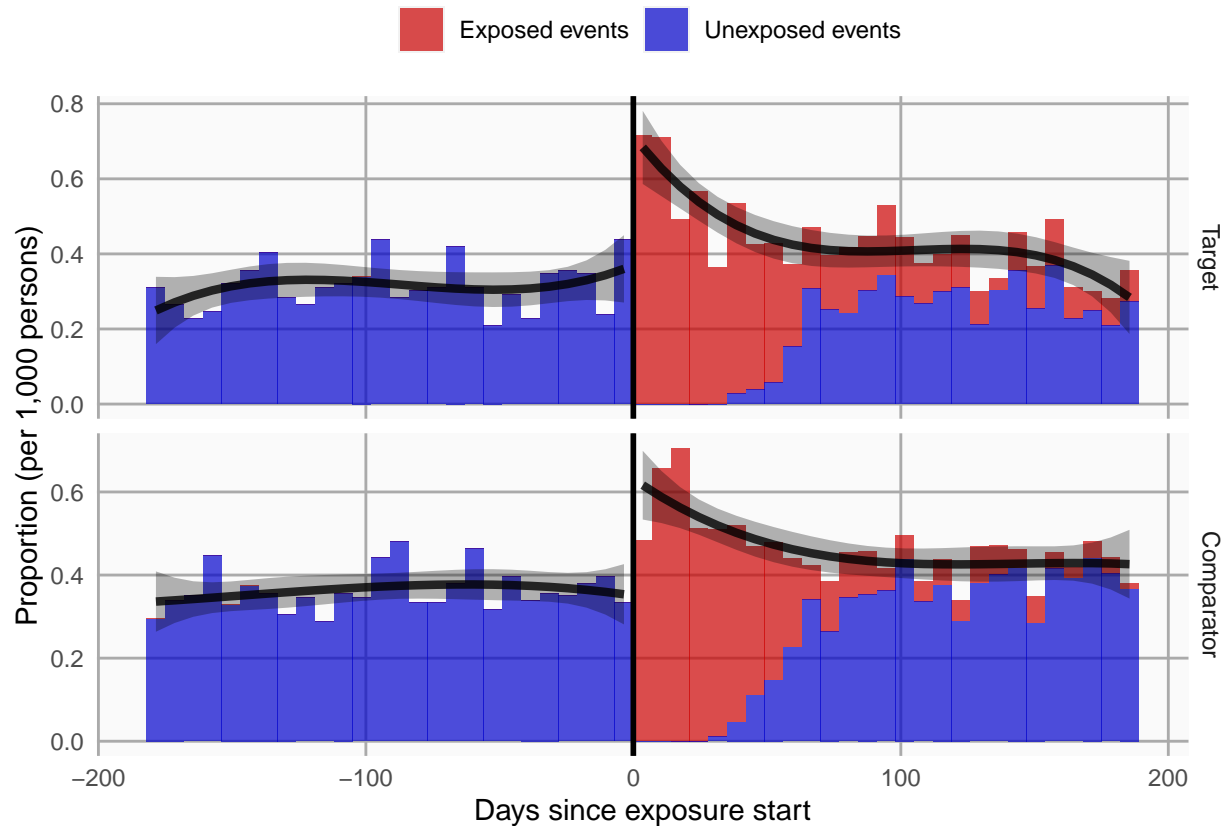 Exposed events
Unexposed events
Proportion (per 1,000 persons)
0.8
0.6
0.4
0.2
0.0
Target
0.6
0.4
0.2
0.0
Comparator
−200
−100
0
100
200
Days since exposure start